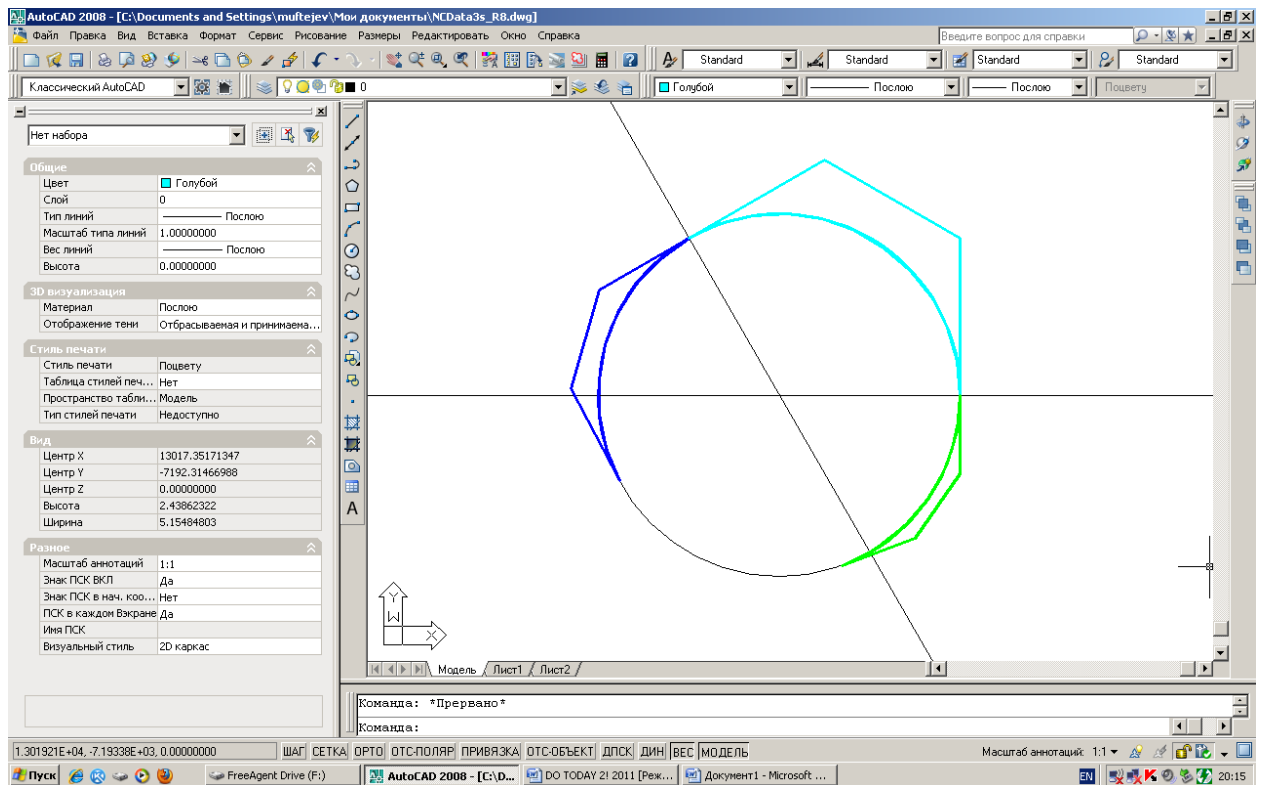 AutoCAD 2008 - [C:\Documents and Settings\muftejev\Мои документы\NCData3s_R8.dwg]
Файл Правка Вид Вставка Формат Сервис Рисование Размеры Редактировать Окно Справка Введите вопрос для справки
Standard Standard Standard Standard
Классический AutoCAD 0 Голубой Послою Послою Поцвету
Нет набора
Общие
Цвет Голубой
Слой 0
Тип линий Послою
Масштаб типа линий 1.00000000
Вес линий Послою
Высота 0.00000000
3D визуализация
Материал Послою
Отображение тени Отбрасываемая и принимаема...
Стиль печати
Стиль печати Поцвету
Таблица стилей печ... Нет
Пространство табли... Модель
Тип стилей печати Недоступно
Вид
Центр X 13017.35171347
Центр Y -7192.31466988
Центр Z 0.00000000
Высота 2.43862322
Ширина 5.15484803
Разное
Масштаб аннотаций 1:1
Знак ПСК ВКЛ Да
Знак ПСК в нач. коо... Нет
ПСК в каждом Вэкране Да
Имя ПСК
Визуальный стиль 2D каркас
Y
W
X
Модель Лист1 Лист2
Команда: *Прервано*
Команда:
1.301921E+04, -7.19338E+03, 0.00000000 ШАГ СЕТКА ОРТО ОТС-ПОЛЯР ПРИВЯЗКА ОТС-ОБЪЕКТ ДПСК ДИН ВЕС МОДЕЛЬ Масштаб аннотаций: 1:1
Пуск FreeAgent Drive (F:) AutoCAD 2008 - [C:\D... DO TODAY 2! 2011 [Реж... Документ1 - Microsoft ... EN 20:15